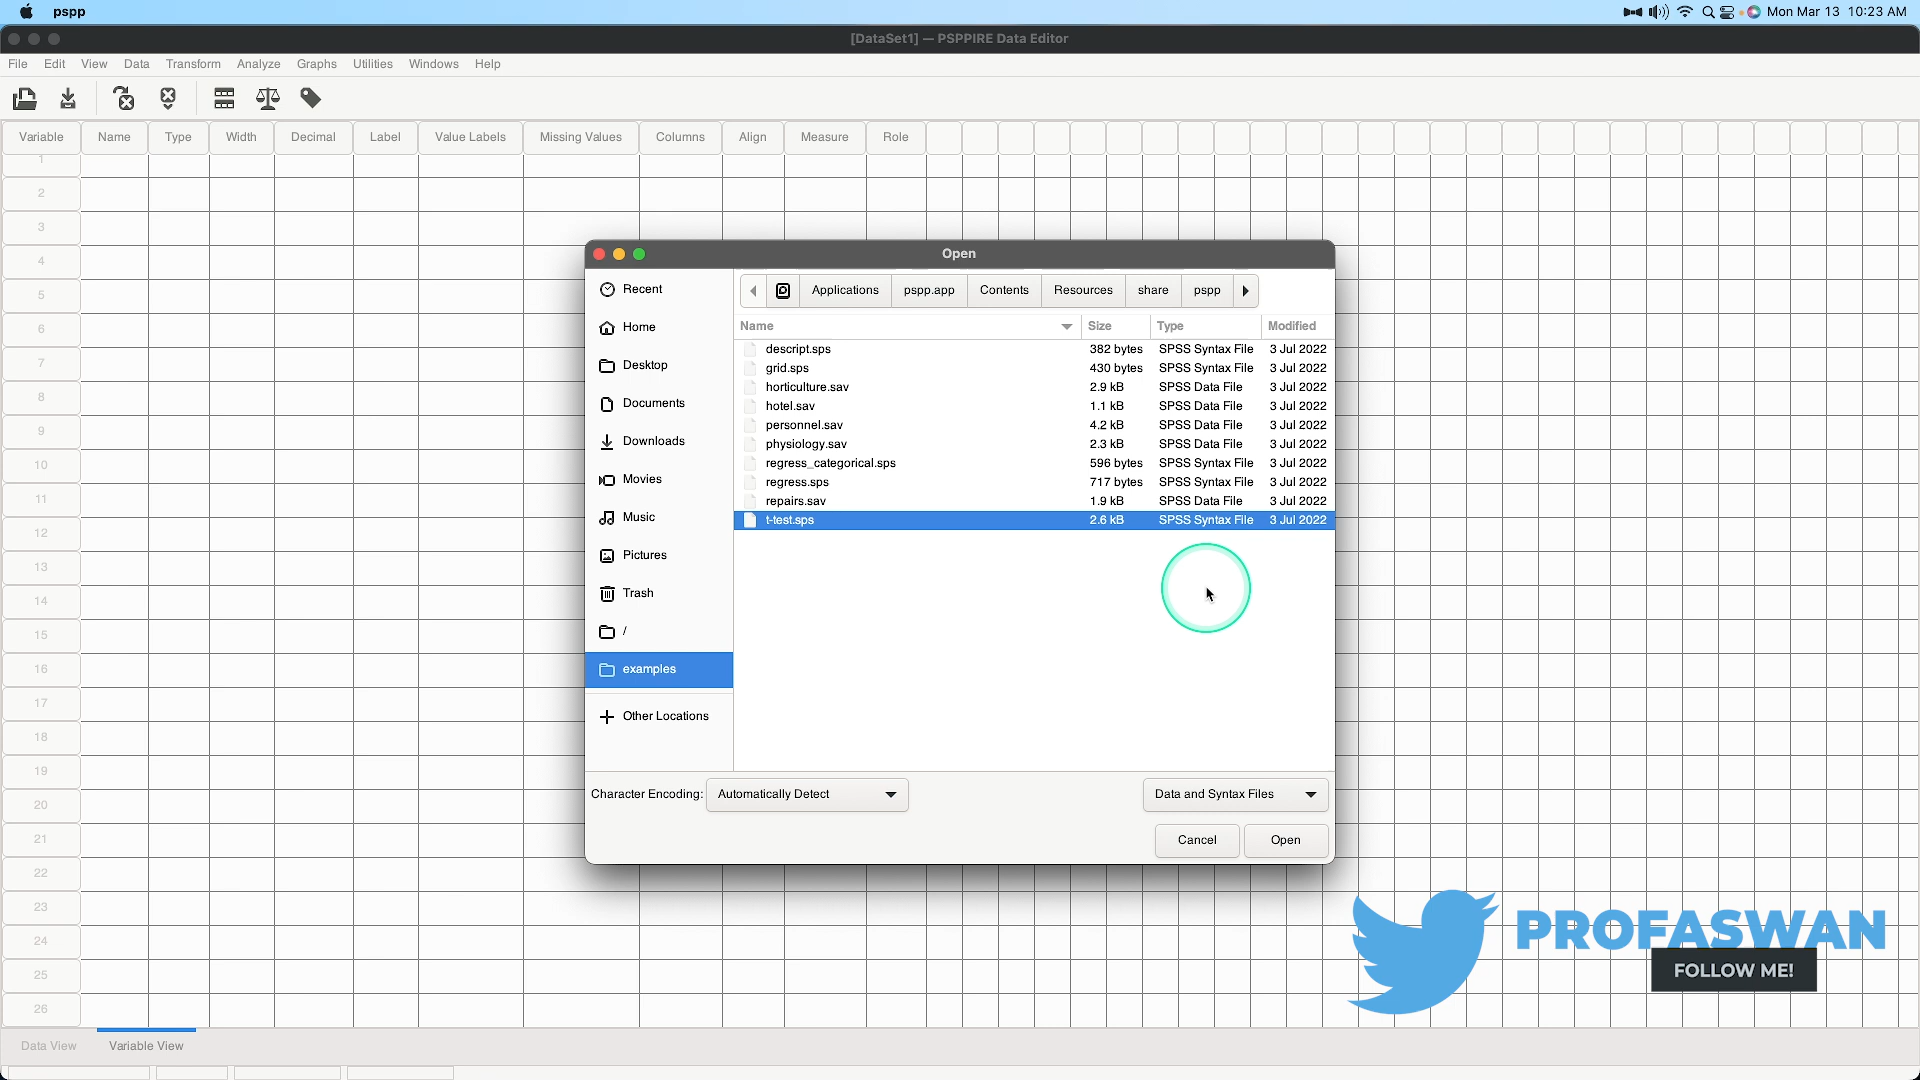 pspp
Mon Mar 13 10:23 AM
[DataSet1] — PSPPIRE Data Editor
File Edit View Data Transform Analyze Graphs Utilities Windows Help
Variable Name Type Width Decimal Label Value Labels Missing Values Columns Align Measure Role
1
2
3
4
5
6
7
8
9
10
11
12
13
14
15
16
17
18
19
20
21
22
23
24
25
26
Open
Recent
Home
Desktop
Documents
Downloads
Movies
Music
Pictures
Trash
/
examples
Other Locations
Applications pspp.app Contents Resources share pspp
Name Size Type Modified
descript.sps 382 bytes SPSS Syntax File 3 Jul 2022
grid.sps 430 bytes SPSS Syntax File 3 Jul 2022
horticulture.sav 2.9 kB SPSS Data File 3 Jul 2022
hotel.sav 1.1 kB SPSS Data File 3 Jul 2022
personnel.sav 4.2 kB SPSS Data File 3 Jul 2022
physiology.sav 2.3 kB SPSS Data File 3 Jul 2022
regress_categorical.sps 596 bytes SPSS Syntax File 3 Jul 2022
regress.sps 717 bytes SPSS Syntax File 3 Jul 2022
repairs.sav 1.9 kB SPSS Data File 3 Jul 2022
t-test.sps 2.6 kB SPSS Syntax File 3 Jul 2022
Character Encoding: Automatically Detect Data and Syntax Files
Cancel Open
PROFASWAN
FOLLOW ME!
Data View Variable View